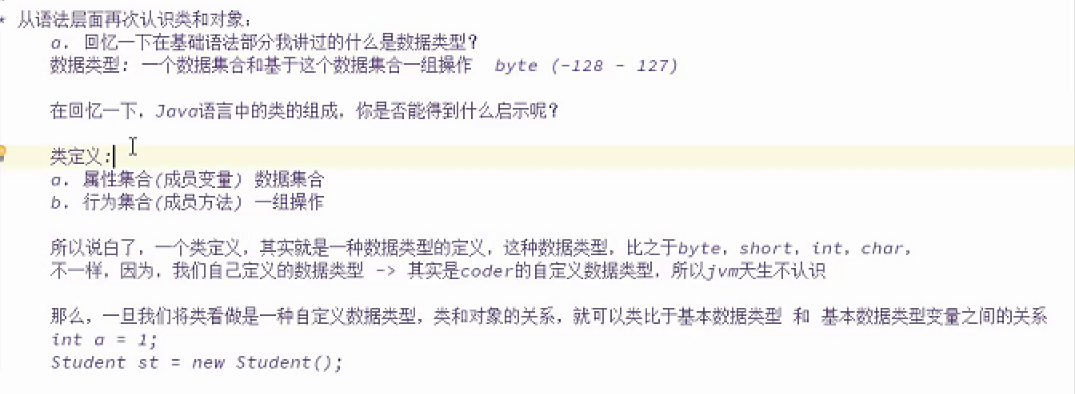 * 从语法层面再次认识类和对象:
a. 回忆一下在基础语法部分我讲过的什么是数据类型?
数据类型: 一个数据集合和基于这个数据集合一组操作 byte (-128 - 127)
在回忆一下, Java语言中的类的组成, 你是否能得到什么启示呢?
类定义:
a. 属性集合(成员变量) 数据集合
b. 行为集合(成员方法) 一组操作
所以说白了, 一个类定义, 其实就是一种数据类型的定义, 这种数据类型, 比之于byte, short, int, char,
不一样, 因为, 我们自己定义的数据类型 -> 其实是coder的自定义数据类型, 所以jvm天生不认识
那么, 一旦我们将类看做是一种自定义数据类型, 类和对象的关系, 就可以类比于基本数据类型 和 基本数据类型变量之间的关系
int a = 1;
Student st = new Student();